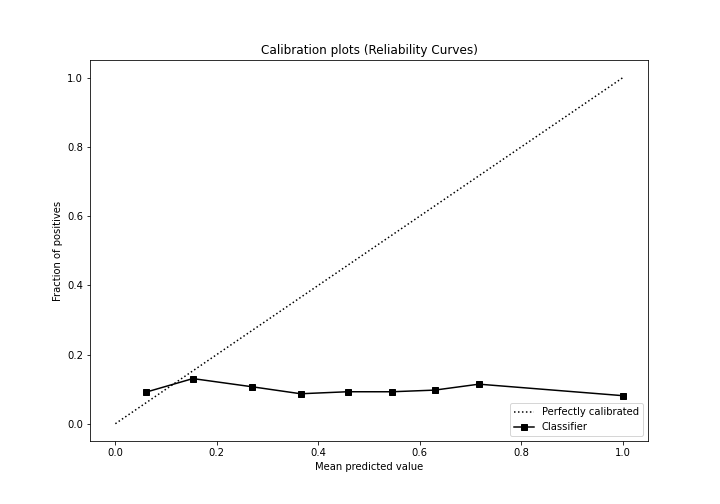 Calibration plots (Reliability Curves)
1.0
0.8
0.6
0.4
0.2
0.0
Fraction of positives
0.0 0.2 0.4 0.6 0.8 1.0
Mean predicted value
Perfectly calibrated
Classifier